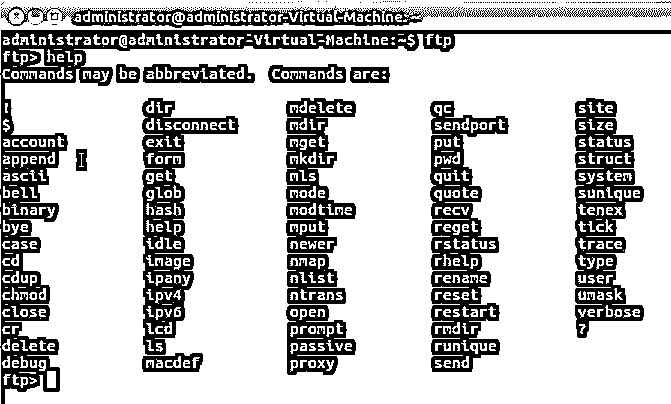 administrator@administrator-Virtual-Machine: ~
administrator@administrator-Virtual-Machine:~$ ftp
ftp> help
Commands may be abbreviated.  Commands are:
! dir mdelete qc site
$ disconnect mdir sendport size
account exit mget put status
append form mkdir pwd struct
ascii get mls quit system
bell glob mode quote sunique
binary hash modtime recv tenex
bye help mput reget tick
case idle newer rstatus trace
cd image nmap rhelp type
cdup ipany nlist rename user
chmod ipv4 ntrans reset umask
close ipv6 open restart verbose
cr lcd prompt rmdir ?
delete ls passive runique
debug macdef proxy send
ftp>